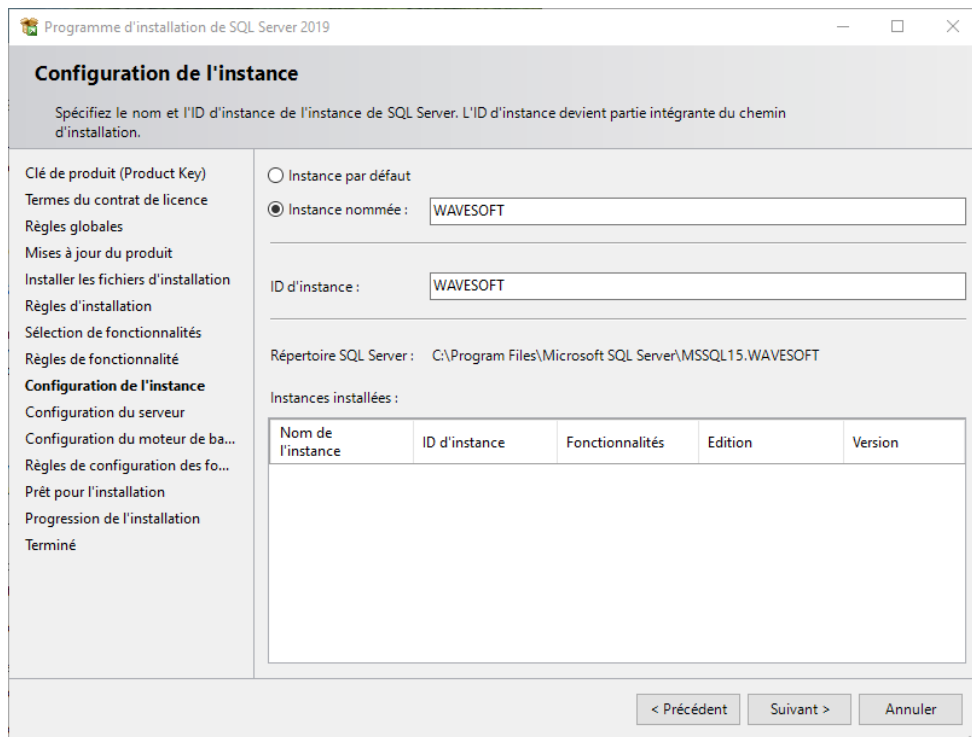 Programme d'installation de SQL Server 2019
Configuration de l'instance
Spécifiez le nom et l'ID d'instance de l'instance de SQL Server. L'ID d'instance devient partie intégrante du chemin
d'installation.
Clé de produit (Product Key)
Termes du contrat de licence
Règles globales
Mises à jour du produit
Installer les fichiers d'installation
Règles d'installation
Sélection de fonctionnalités
Règles de fonctionnalité
Configuration de l'instance
Configuration du serveur
Configuration du moteur de ba...
Règles de configuration des fo...
Prêt pour l'installation
Progression de l'installation
Terminé
Instance par défaut
Instance nommée :
WAVESOFT
ID d'instance :
WAVESOFT
Répertoire SQL Server : C:\Program Files\Microsoft SQL Server\MSSQL15.WAVESOFT
Instances installées :
Nom de
l'instance
ID d'instance
Fonctionnalités
Edition
Version
< Précédent
Suivant >
Annuler